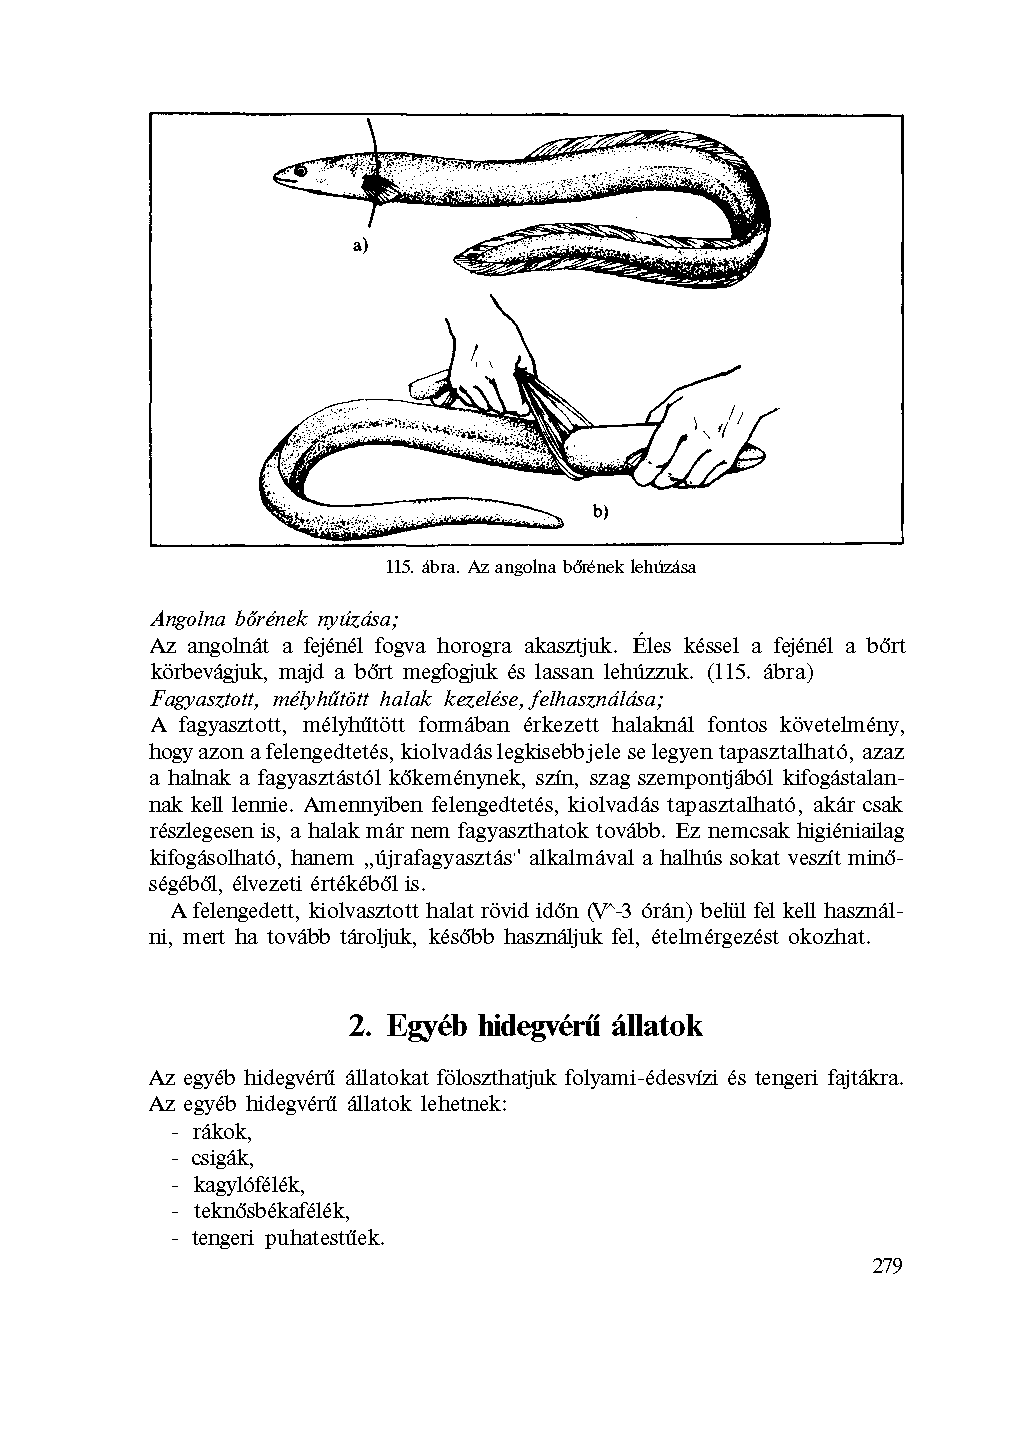 a)
b)
115. ábra. Az angolna bőrének lehúzása
Angolna bőrének nyúzása;
Az angolnát a fejénél fogva horogra akasztjuk. Éles késsel a fejénél a bőrt
körbevágjuk, majd a bőrt megfogjuk és lassan lehúzzuk. (115. ábra)
Fagyasztott, mélyhűtött halak kezelése, felhasználása;
A fagyasztott, mélyhűtött formában érkezett halaknál fontos követelmény,
hogy azon a felengedtetés, kiolvadás legkisebb jele se legyen tapasztalható, azaz
a halnak a fagyasztástól kőkeménynek, szín, szag szempontjából kifogástalan-
nak kell lennie. Amennyiben felengedtetés, kiolvadás tapasztalható, akár csak
részlegesen is, a halak már nem fagyaszthatok tovább. Ez nemcsak higiéniailag
kifogásolható, hanem „újrafagyasztás" alkalmával a halhús sokat veszít minő-
ségéből, élvezeti értékéből is.
A felengedett, kiolvasztott halat rövid időn (V^-3 órán) belül fel kell használ-
ni, mert ha tovább tároljuk, később használjuk fel, ételmérgezést okozhat.
2. Egyéb hidegvérű állatok
Az egyéb hidegvérű állatokat föloszthatjuk folyami-édesvízi és tengeri fajtákra.
Az egyéb hidegvérű állatok lehetnek:
- rákok,
- csigák,
- kagylófélék,
- teknősbékafélék,
- tengeri puhatestűek.
279